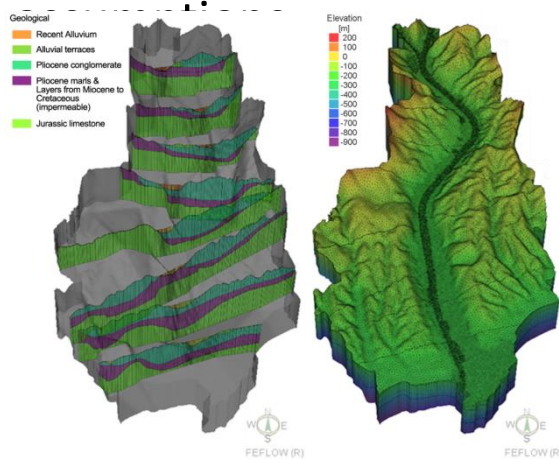 assumptions
Geological
Recent Alluvium
Alluvial terraces
Pliocene conglomerate
Pliocene marls &
Layers from Miocene to
Cretaceous
(impermeable)
Jurassic limestone
Elevation
[m]
200
100
0
-100
-200
-300
-400
-500
-600
-700
-800
-900
N
W E
S
FEFLOW (R)
N
W E
S
FEFLOW (R)